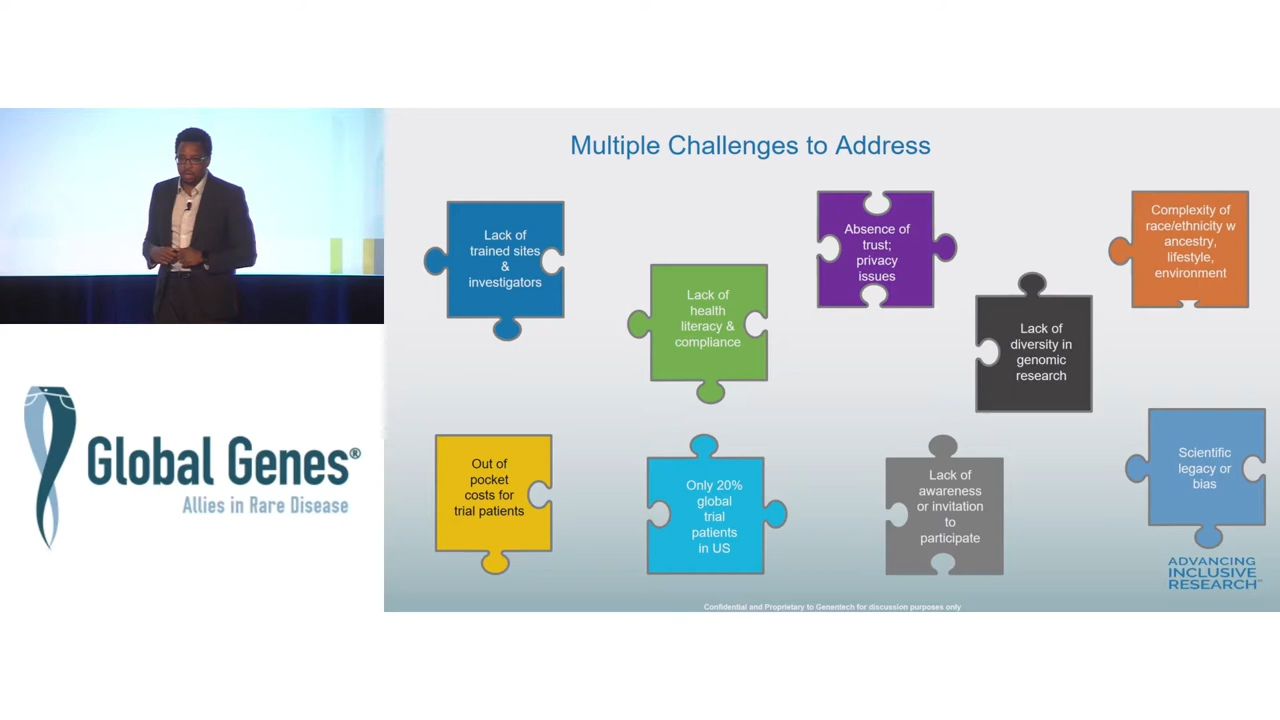 Multiple Challenges to Address
Lack of
trained sites
&
investigators
Lack of
health
literacy &
compliance
Absence of
trust;
privacy
issues
Lack of
diversity in
genomic
research
Complexity of
race/ethnicity w
ancestry,
lifestyle,
environment
Out of
pocket
costs for
trial patients
Only 20%
global
trial
patients
in US
Lack of
awareness
or invitation
to
participate
Scientific
legacy or
bias
ADVANCING
INCLUSIVE
RESEARCH™
Confidential and Proprietary to Genentech for discussion purposes only
Global Genes®
Allies in Rare Disease